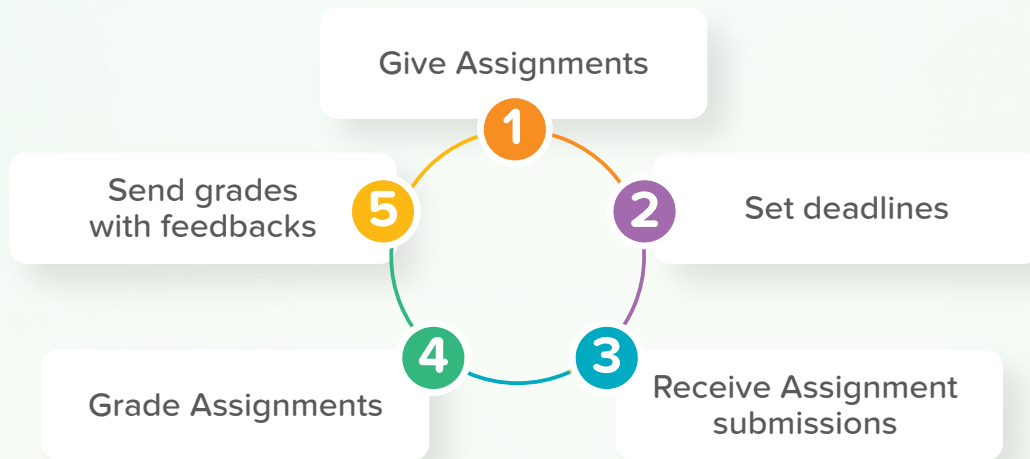 Give Assignments
1
2
Set deadlines
3
Receive Assignment
submissions
4
Grade Assignments
5
Send grades
with feedbacks